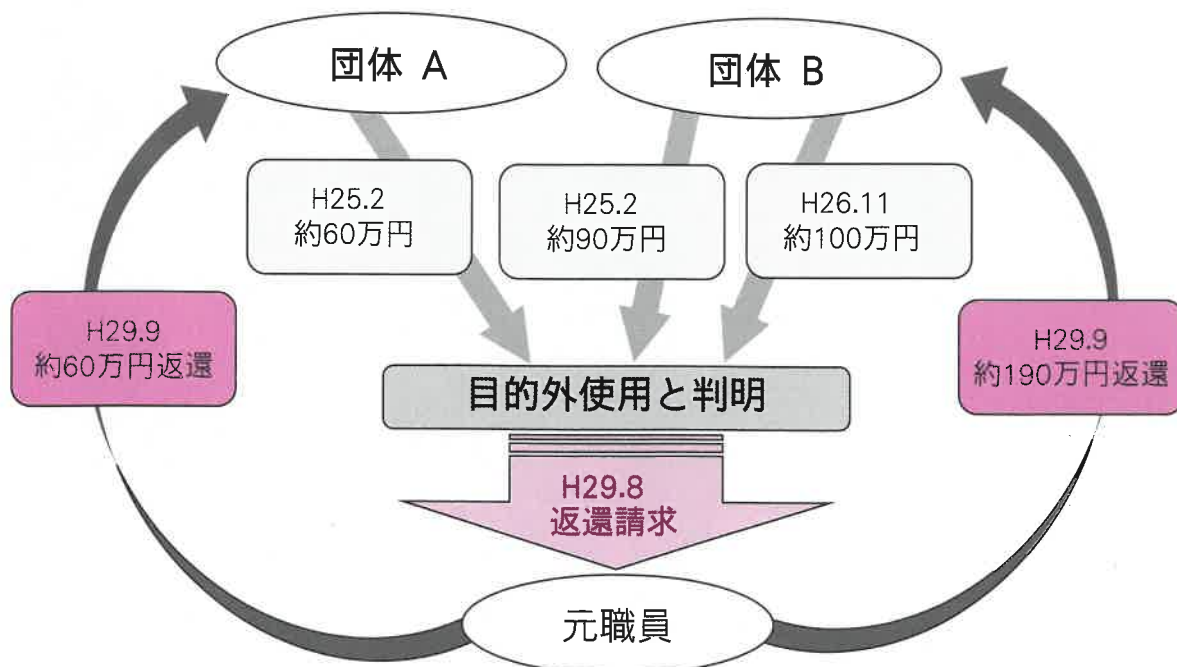 団体 A
団体 B
H25.2
約60万円
H25.2
約90万円
H26.11
約100万円
H29.9
約60万円返還
H29.9
約190万円返還
目的外使用と判明
H29.8
返還請求
元職員